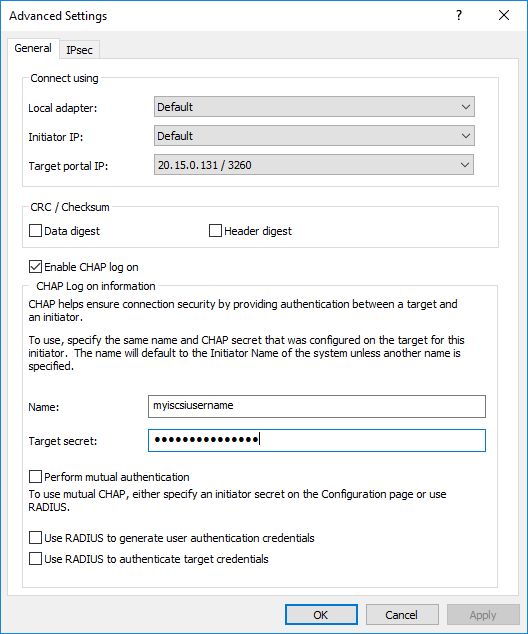 Advanced Settings ?
General IPsec
Connect using
Local adapter: Default
Initiator IP: Default
Target portal IP: 20.15.0.131 / 3260
CRC / Checksum
Data digest Header digest
Enable CHAP log on
CHAP Log on information
CHAP helps ensure connection security by providing authentication between a target and
an initiator.
To use, specify the same name and CHAP secret that was configured on the target for this
initiator. The name will default to the Initiator Name of the system unless another name is
specified.
Name: myiscsiusername
Target secret: ●●●●●●●●●●●●●●●
Perform mutual authentication
To use mutual CHAP, either specify an initiator secret on the Configuration page or use
RADIUS.
Use RADIUS to generate user authentication credentials
Use RADIUS to authenticate target credentials
OK Cancel Apply